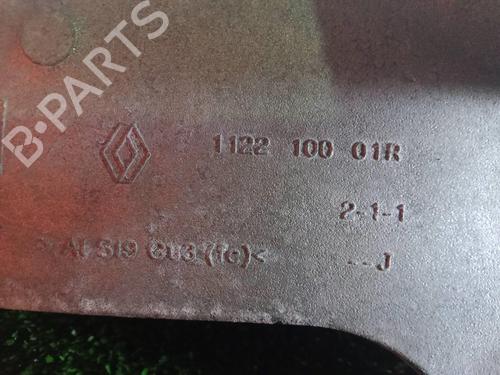 B-PARTS
1122 100 01R
2-1-1
>Al Si9 Cu3 (Fe)<
--J